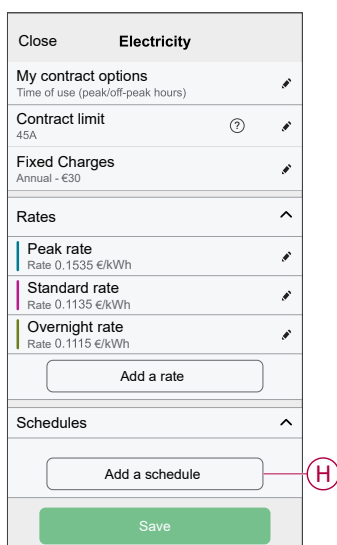 Close Electricity
My contract options
Time of use (peak/off-peak hours)
Contract limit
45A
?
Fixed Charges
Annual - €30
Rates
Peak rate
Rate 0.1535 €/kWh
Standard rate
Rate 0.1135 €/kWh
Overnight rate
Rate 0.1115 €/kWh
Add a rate
Schedules
Add a schedule
H
Save